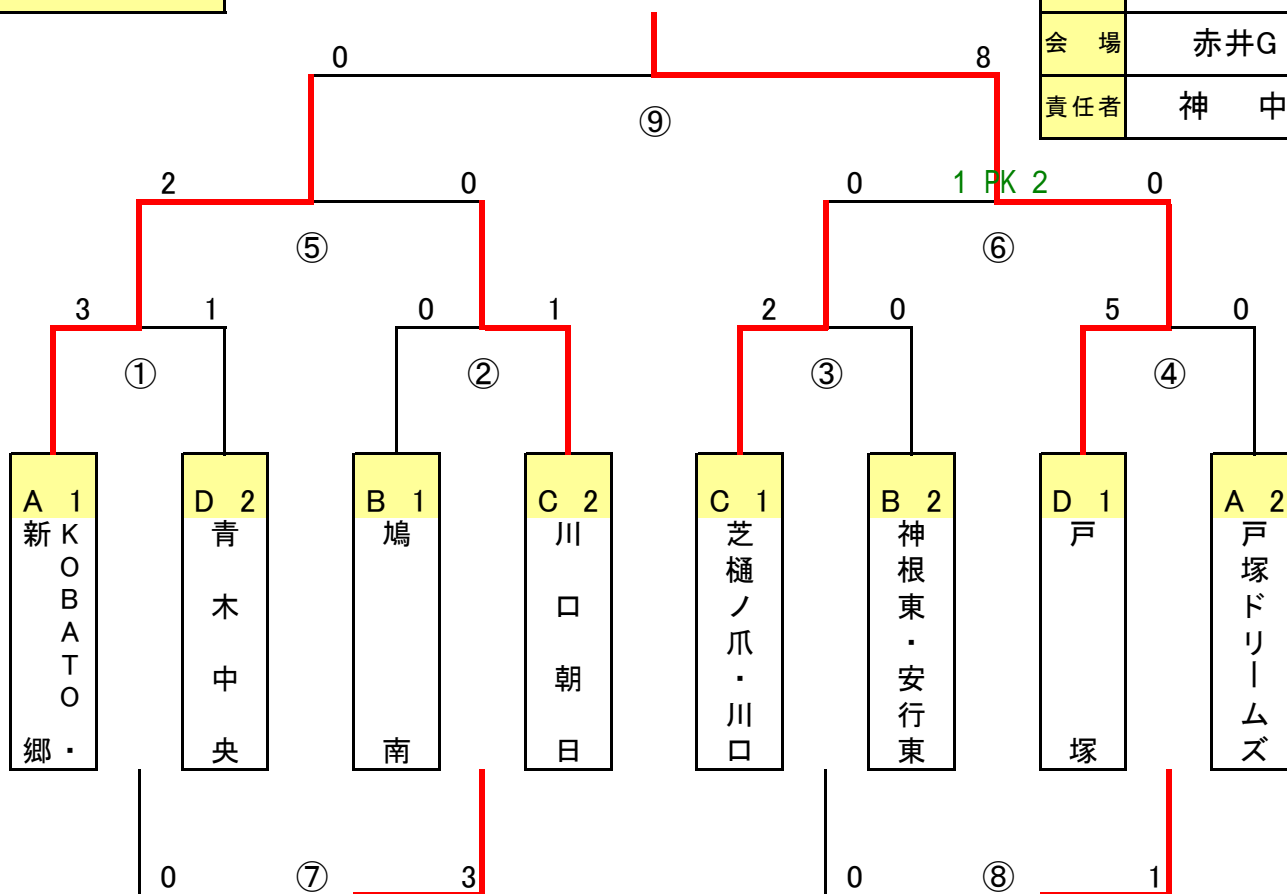 会 場 赤井G
責任者 神 中
0 8
⑨
2 0 0 1 PK 2 0
⑤ ⑥
3 1 0 1 2 0 5 0
① ② ③ ④
A 1 D 2 B 1 C 2 C 1 B 2 D 1 A 2
KOBATO・
新郷
青木中央
鳩南
川口朝日
芝樋ノ爪・川口
神根東・安行東
戸塚
戸塚ドリームズ
0 ⑦ 3 0 ⑧ 1